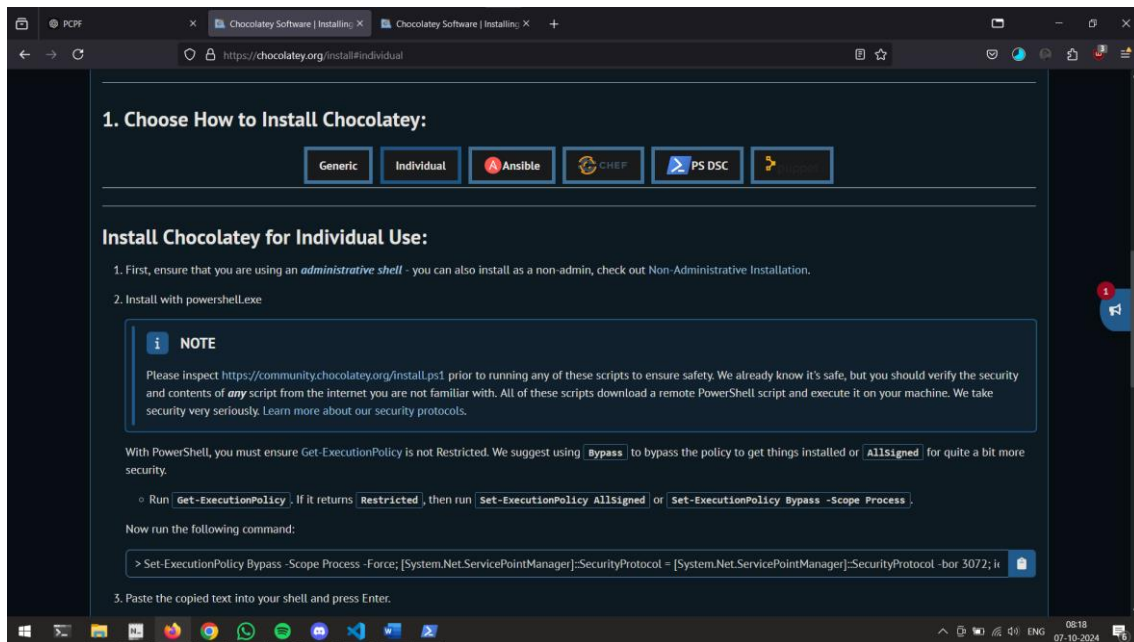 PCPF
Chocolatey Software | Installing
Chocolatey Software | Installing
https://chocolatey.org/install#individual
1. Choose How to Install Chocolatey:
Generic
Individual
Ansible
CHEF
PS DSC
Install Chocolatey for Individual Use:
1. First, ensure that you are using an administrative shell - you can also install as a non-admin, check out Non-Administrative Installation.
2. Install with powershell.exe
NOTE
Please inspect https://community.chocolatey.org/install.ps1 prior to running any of these scripts to ensure safety. We already know it's safe, but you should verify the security
and contents of any script from the internet you are not familiar with. All of these scripts download a remote PowerShell script and execute it on your machine. We take
security very seriously. Learn more about our security protocols.
With PowerShell, you must ensure Get-ExecutionPolicy is not Restricted. We suggest using Bypass to bypass the policy to get things installed or AllSigned for quite a bit more
security.
Run Get-ExecutionPolicy. If it returns Restricted, then run Set-ExecutionPolicy AllSigned or Set-ExecutionPolicy Bypass -Scope Process.
Now run the following command:
> Set-ExecutionPolicy Bypass -Scope Process -Force; [System.Net.ServicePointManager]::SecurityProtocol = [System.Net.ServicePointManager]::SecurityProtocol -bor 3072;
3. Paste the copied text into your shell and press Enter.
1
ENG
08:18
07-10-2024